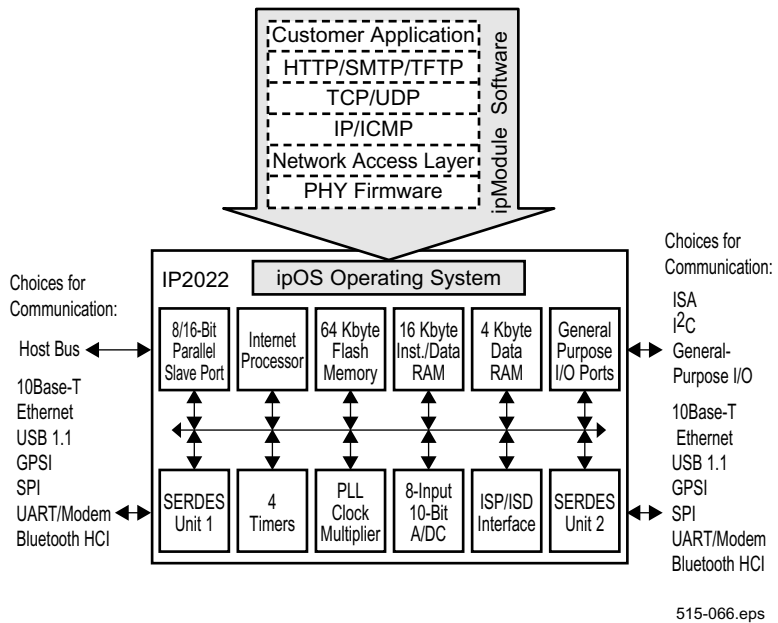 Customer Application
HTTP/SMTP/TFTP
TCP/UDP
IP/ICMP
Network Access Layer
PHY Firmware
ipModule Software
IP2022
ipOS Operating System
Choices for
Communication:
Host Bus
10Base-T
Ethernet
USB 1.1
GPSI
SPI
UART/Modem
Bluetooth HCI
8/16-Bit
Parallel
Slave Port
Internet
Processor
64 Kbyte
Flash
Memory
16 Kbyte
Inst./Data
RAM
4 Kbyte
Data
RAM
General
Purpose
I/O Ports
SERDES
Unit 1
4
Timers
PLL
Clock
Multiplier
8-Input
10-Bit
A/DC
ISP/ISD
Interface
SERDES
Unit 2
Choices for
Communication:
ISA
I2C
General-
Purpose I/O
10Base-T
Ethernet
USB 1.1
GPSI
SPI
UART/Modem
Bluetooth HCI
515-066.eps